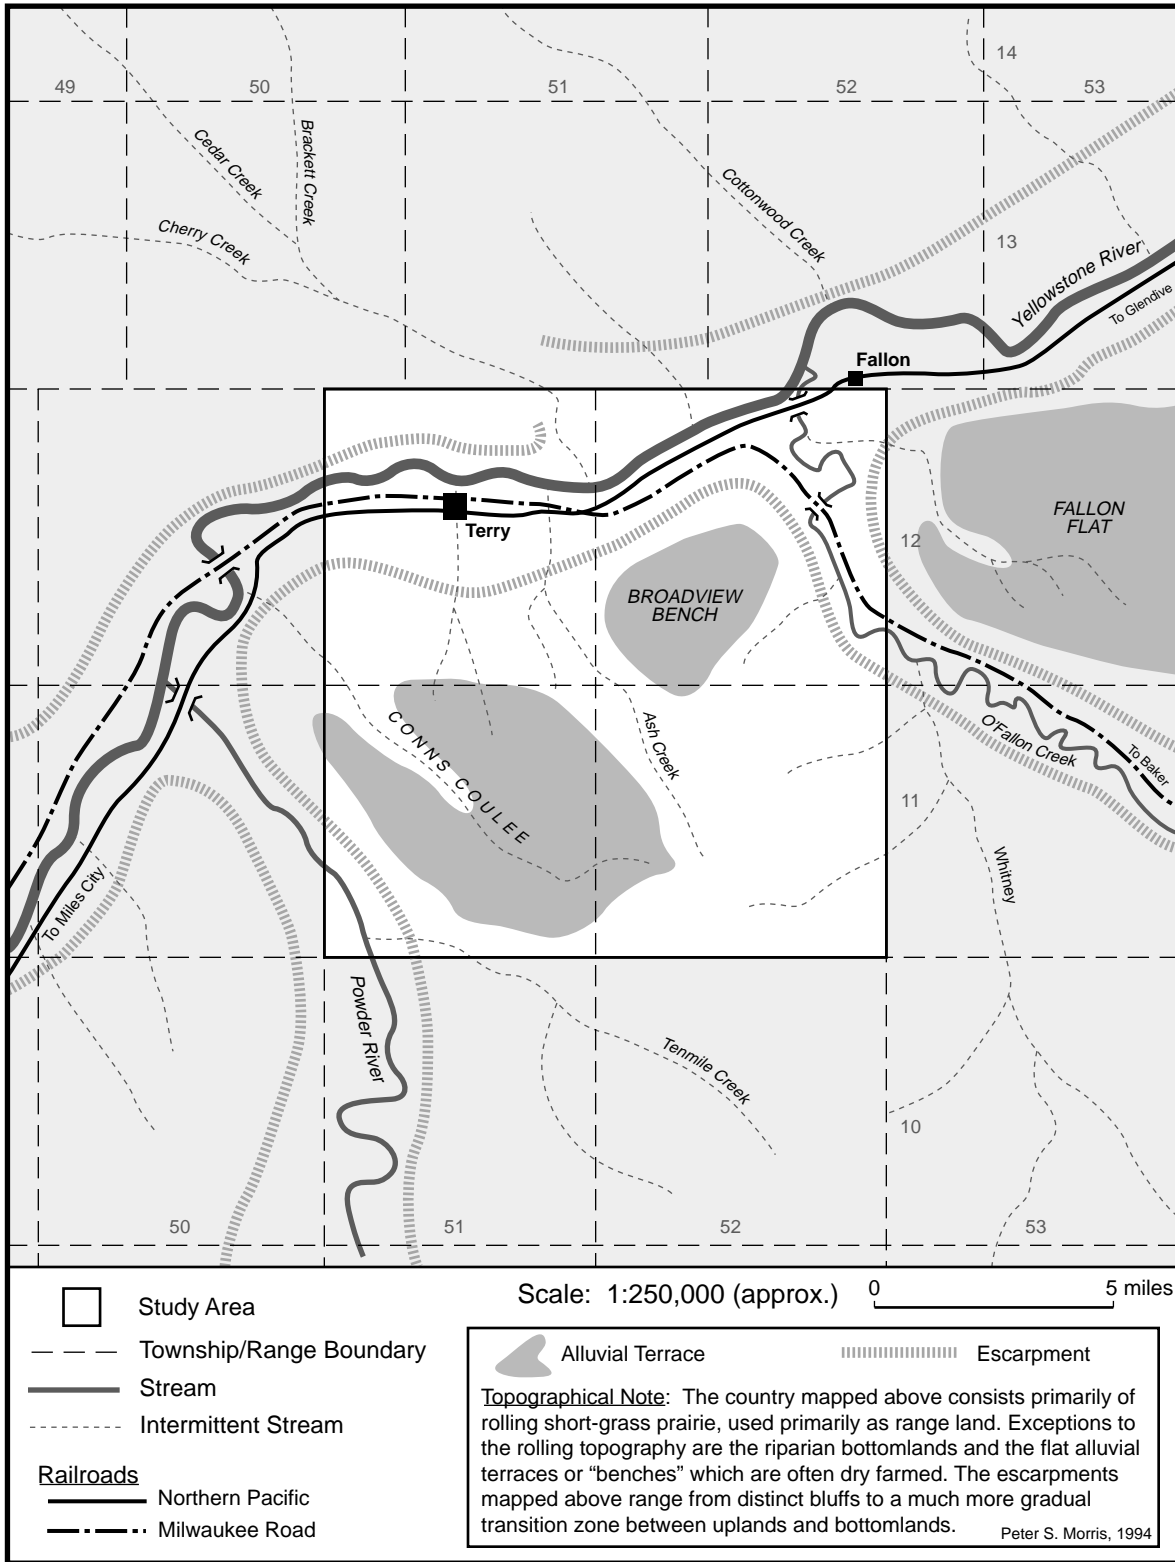 14
49
50
51
52
53
Brackett Creek
Cedar Creek
Cottonwood Creek
Cherry Creek
13
Yellowstone River
To Glendive
Fallon
FALLON
FLAT
Terry
12
BROADVIEW
BENCH
CONNS COULEE
Ash Creek
O'Fallon Creek
To Baker
11
Whitney
To Miles City
Powder River
Tenmile Creek
10
50
51
52
53
Study Area
Township/Range Boundary
Stream
Intermittent Stream
Railroads
Northern Pacific
Milwaukee Road
Scale: 1:250,000 (approx.)
0
5 miles
Alluvial Terrace
Escarpment
Topographical Note: The country mapped above consists primarily of
rolling short-grass prairie, used primarily as range land. Exceptions to
the rolling topography are the riparian bottomlands and the flat alluvial
terraces or “benches” which are often dry farmed. The escarpments
mapped above range from distinct bluffs to a much more gradual
transition zone between uplands and bottomlands.
Peter S. Morris, 1994